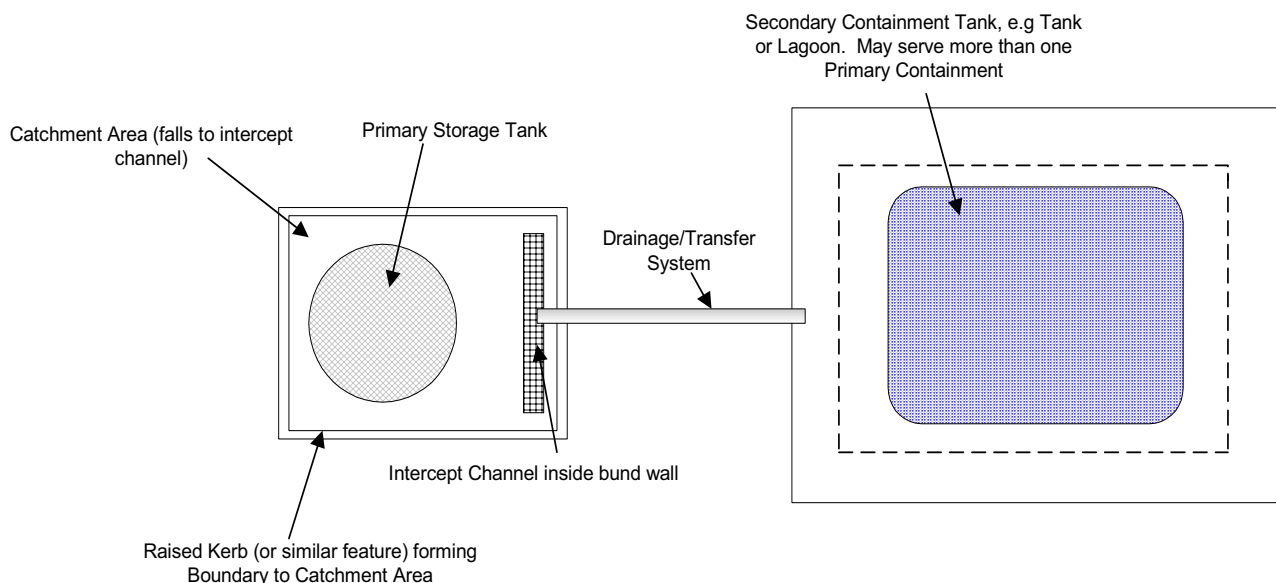 Secondary Containment Tank, e.g Tank
or Lagoon. May serve more than one
Primary Containment
Catchment Area (falls to intercept
channel)
Primary Storage Tank
Drainage/Transfer
System
Intercept Channel inside bund wall
Raised Kerb (or similar feature) forming
Boundary to Catchment Area